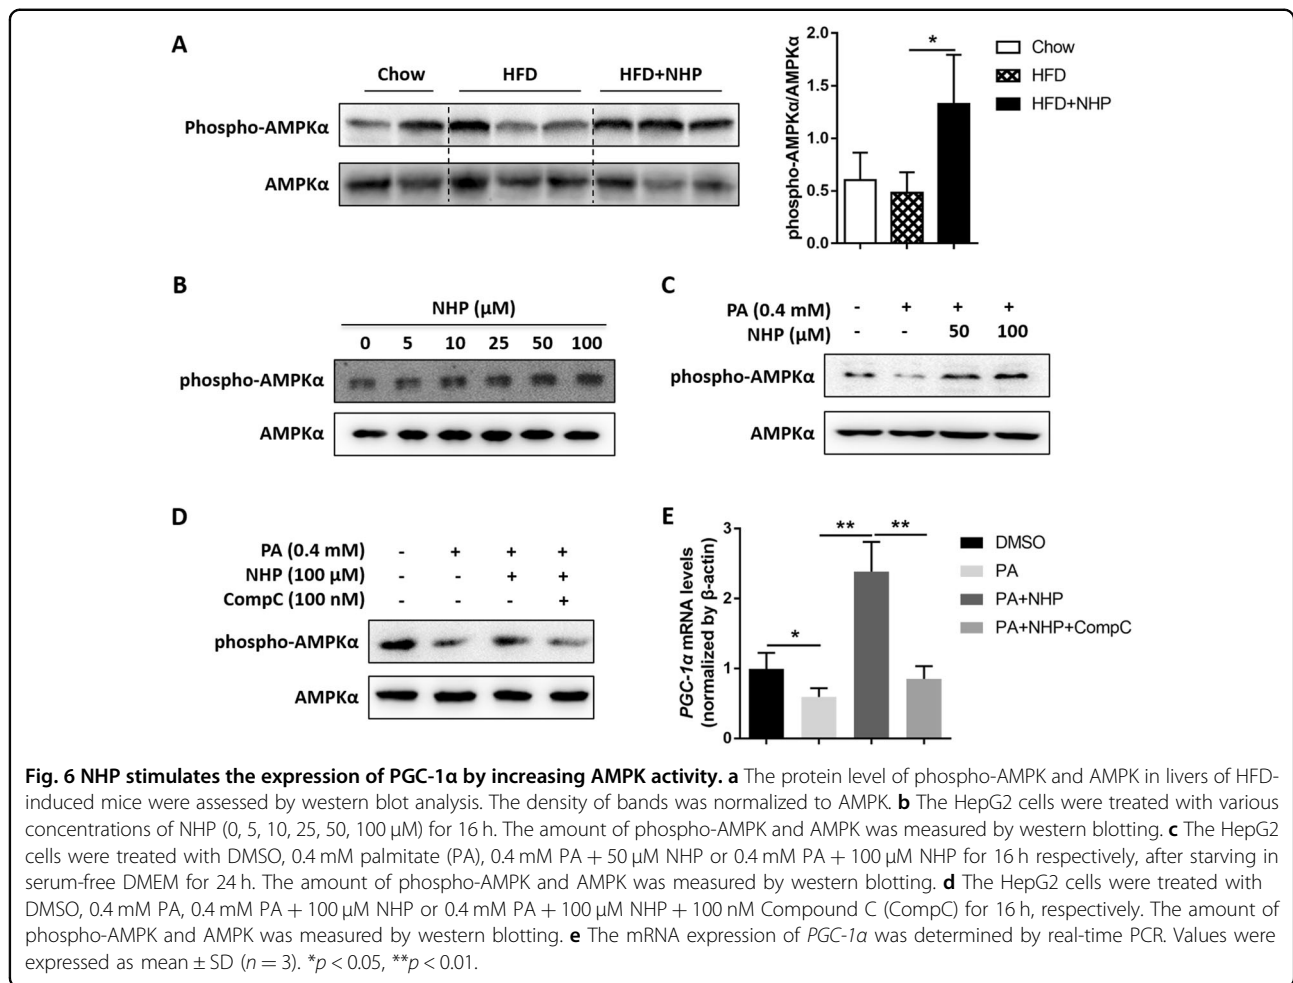 A
Chow HFD HFD+NHP
Phospho-AMPKα
AMPKα
phospho-AMPKα/AMPKα
2.0
1.5
1.0
0.5
0.0
*
Chow
HFD
HFD+NHP
B
NHP (μM)
0 5 10 25 50 100
phospho-AMPKα
AMPKα
C
PA (0.4 mM) - + + +
NHP (μM) - - 50 100
phospho-AMPKα
AMPKα
D
PA (0.4 mM) - + + +
NHP (100 μM) - - + +
CompC (100 nM) - - - +
phospho-AMPKα
AMPKα
E
PGC-1α mRNA levels
(normalized by β-actin)
3
2
1
0
* ** **
DMSO
PA
PA+NHP
PA+NHP+CompC
Fig. 6 NHP stimulates the expression of PGC-1α by increasing AMPK activity. a The protein level of phospho-AMPK and AMPK in livers of HFD-
induced mice were assessed by western blot analysis. The density of bands was normalized to AMPK. b The HepG2 cells were treated with various
concentrations of NHP (0, 5, 10, 25, 50, 100 μM) for 16 h. The amount of phospho-AMPK and AMPK was measured by western blotting. c The HepG2
cells were treated with DMSO, 0.4 mM palmitate (PA), 0.4 mM PA + 50 μM NHP or 0.4 mM PA + 100 μM NHP for 16 h respectively, after starving in
serum-free DMEM for 24 h. The amount of phospho-AMPK and AMPK was measured by western blotting. d The HepG2 cells were treated with
DMSO, 0.4 mM PA, 0.4 mM PA + 100 μM NHP or 0.4 mM PA + 100 μM NHP + 100 nM Compound C (CompC) for 16 h, respectively. The amount of
phospho-AMPK and AMPK was measured by western blotting. e The mRNA expression of PGC-1α was determined by real-time PCR. Values were
expressed as mean ± SD (n = 3). *p < 0.05, **p < 0.01.